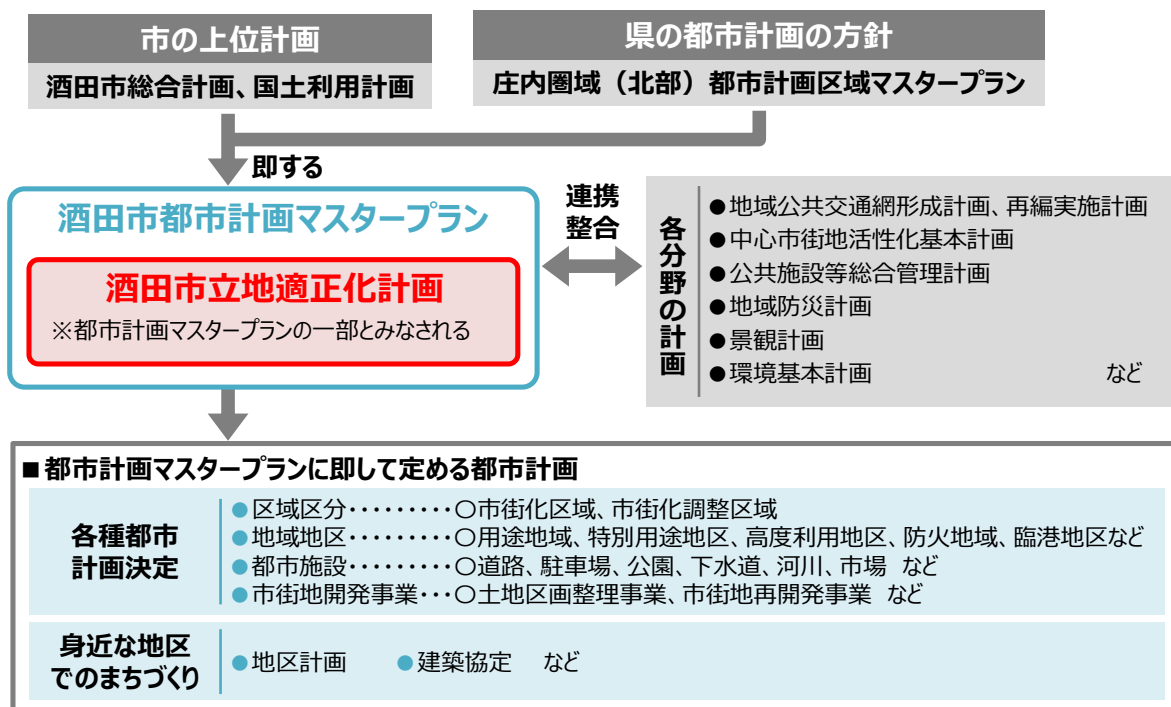 市の上位計画
酒田市総合計画、国土利用計画
県の都市計画の方針
庄内圏域（北部）都市計画区域マスタープラン
即する
酒田市都市計画マスタープラン
酒田市立地適正化計画
※都市計画マスタープランの一部とみなされる
連携
整合
各分野の計画
●地域公共交通網形成計画、再編実施計画
●中心市街地活性化基本計画
●公共施設等総合管理計画
●地域防災計画
●景観計画
●環境基本計画　など
■都市計画マスタープランに即して定める都市計画
各種都市
計画決定
●区域区分・・・・・・・・・〇市街化区域、市街化調整区域
●地域地区・・・・・・・・・〇用途地域、特別用途地区、高度利用地区、防火地域、臨港地区など
●都市施設・・・・・・・・・〇道路、駐車場、公園、下水道、河川、市場 など
●市街地開発事業・・・〇土地区画整理事業、市街地再開発事業 など
身近な地区
でのまちづくり
●地区計画　●建築協定　など